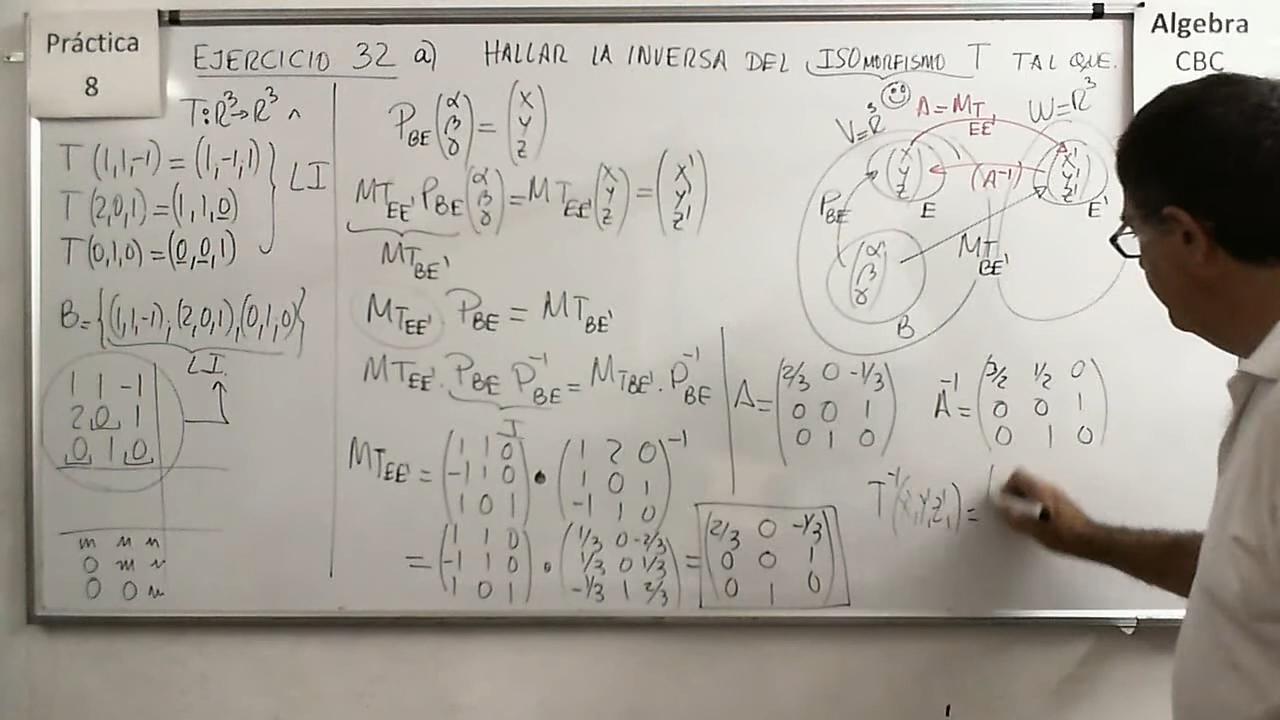 Práctica
8
Algebra
CBC
EJERCICIO 32 a) HALLAR LA INVERSA DEL ISOMORFISMO T TAL QUE.
T: R³→R³ ∧
T(1,1,-1)=(1,-1,1)
T(2,0,1)=(1,1,0)
T(0,1,0)=(0,0,1)
LI
B={(1,1,-1);(2,0,1),(0,1,0)}
LI.
1 1 -1
2 0 1
0 1 0
m m m
0 m m
0 0 m
P_BE (α β γ) = (x y z)
MT_EE' P_BE (α β γ) = MT_EE' (x y z) = (x' y' z')
MT_BE'
MT_EE' . P_BE = MT_BE'
MT_EE' . P_BE P_BE⁻¹ = MT_BE' . P_BE⁻¹
I
MT_EE' = (1 1 0 / -1 1 0 / 1 0 1) • (1 2 0 / 1 0 1 / -1 1 0)⁻¹
= (1 1 0 / -1 1 0 / 1 0 1) . (1/3 0 -2/3 / 1/3 0 1/3 / -1/3 1 2/3) = (2/3 0 -1/3 / 0 0 1 / 0 1 0)
V=R³
A=MT_EE'
W=R³
x y z
E
(A⁻¹)
x' y' z'
E'
P_BE
MT_BE'
(α β γ)
B
A = (2/3 0 -1/3 / 0 0 1 / 0 1 0)
A⁻¹ = (3/2 1/2 0 / 0 0 1 / 0 1 0)
T⁻¹(x',y',z') =